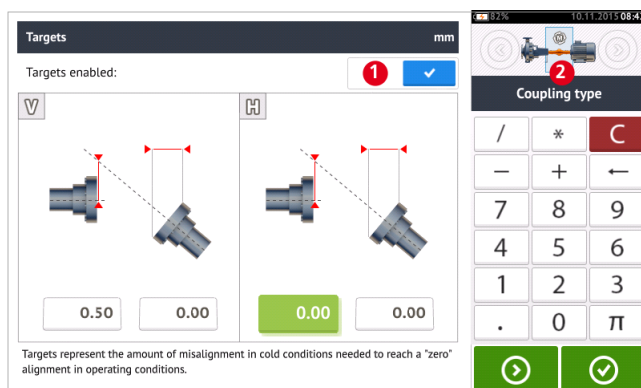 Targets mm
Targets enabled: 1
V H
0.50 0.00 0.00 0.00
Targets represent the amount of misalignment in cold conditions needed to reach a "zero"
alignment in operating conditions.
82% 10.11.2015 08:42
2
Coupling type
/ * C
− + ←
7 8 9
4 5 6
1 2 3
. 0 π